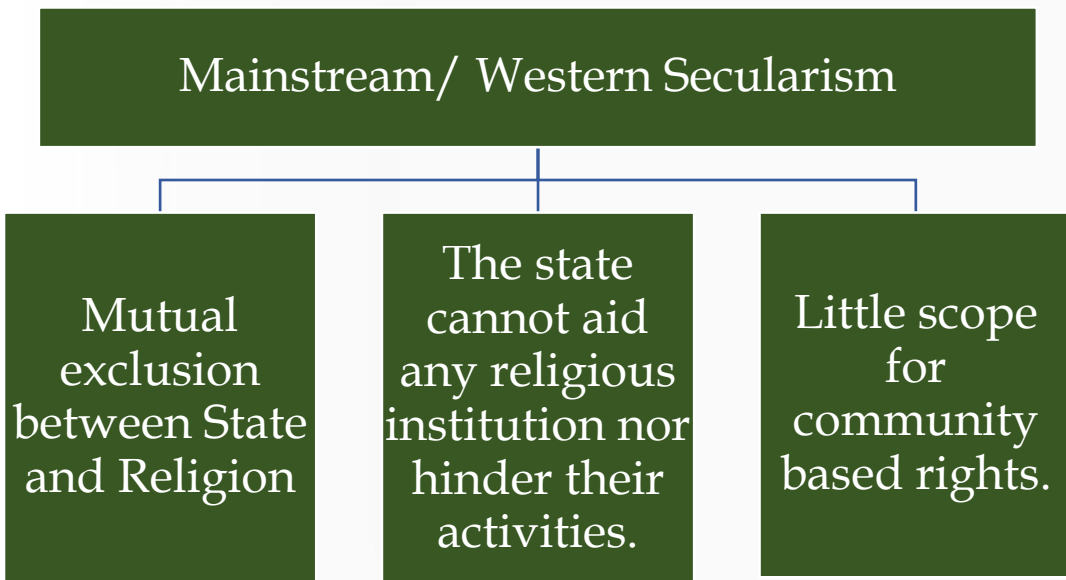 Mainstream/ Western Secularism
Mutual
exclusion
between State
and Religion
The state
cannot aid
any religious
institution nor
hinder their
activities.
Little scope
for
community
based rights.